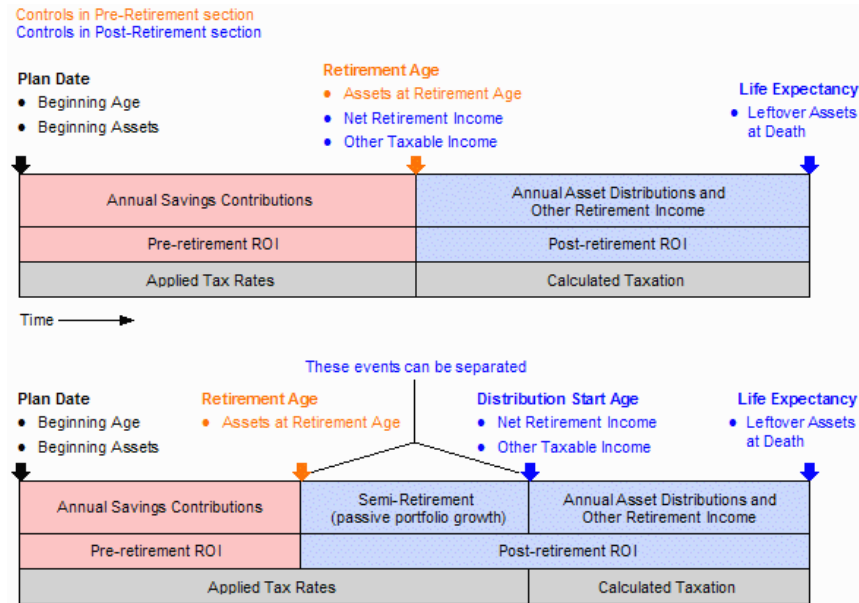 Controls in Pre-Retirement section
Controls in Post-Retirement section
Plan Date
● Beginning Age
● Beginning Assets
Retirement Age
● Assets at Retirement Age
● Net Retirement Income
● Other Taxable Income
Life Expectancy
● Leftover Assets
at Death
Annual Savings Contributions
Annual Asset Distributions and
Other Retirement Income
Pre-retirement ROI
Post-retirement ROI
Applied Tax Rates
Calculated Taxation
Time
These events can be separated
Plan Date
● Beginning Age
● Beginning Assets
Retirement Age
● Assets at Retirement Age
Distribution Start Age
● Net Retirement Income
● Other Taxable Income
Life Expectancy
● Leftover Assets
at Death
Annual Savings Contributions
Semi-Retirement
(passive portfolio growth)
Annual Asset Distributions and
Other Retirement Income
Pre-retirement ROI
Post-retirement ROI
Applied Tax Rates
Calculated Taxation